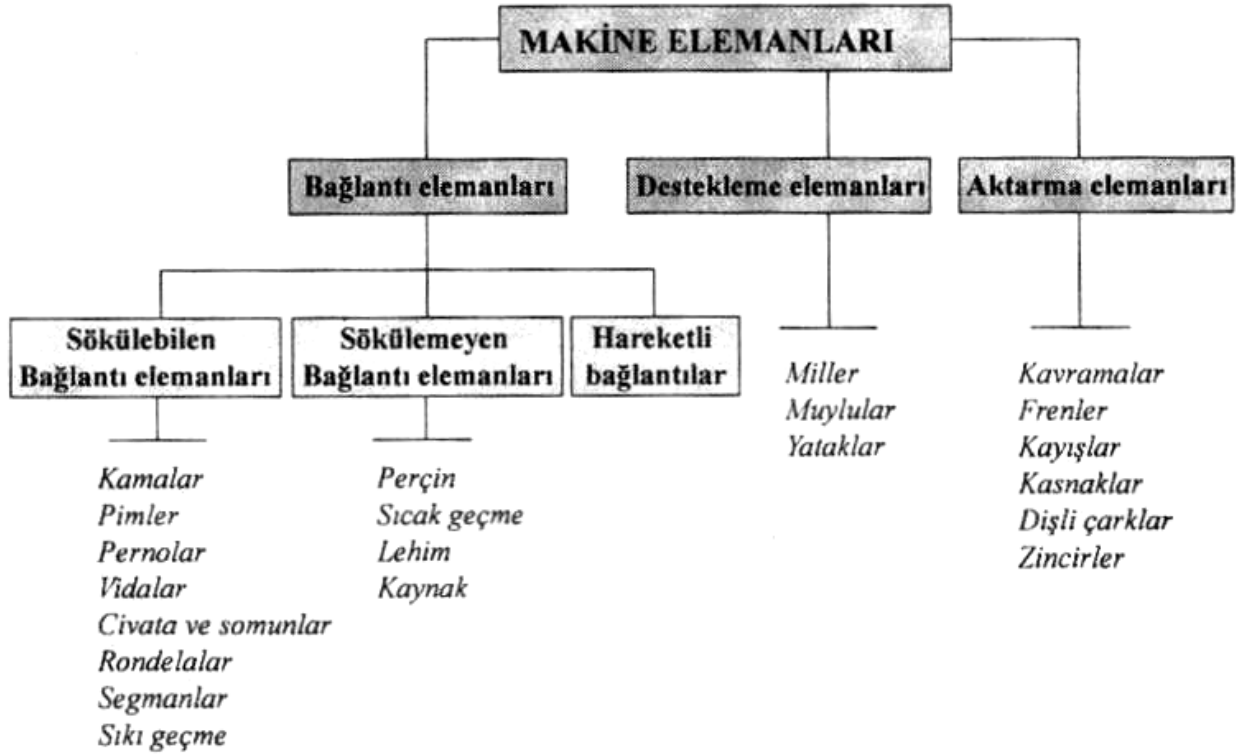 MAKİNE ELEMANLARI
Bağlantı elemanları
Destekleme elemanları
Aktarma elemanları
Sökülebilen
Bağlantı elemanları
Sökülemeyen
Bağlantı elemanları
Hareketli
bağlantılar
Kamalar
Pimler
Pernolar
Vidalar
Civata ve somunlar
Rondelalar
Segmanlar
Sıkı geçme
Perçin
Sıcak geçme
Lehim
Kaynak
Miller
Muylular
Yataklar
Kavramalar
Frenler
Kayışlar
Kasnaklar
Dişli çarklar
Zincirler